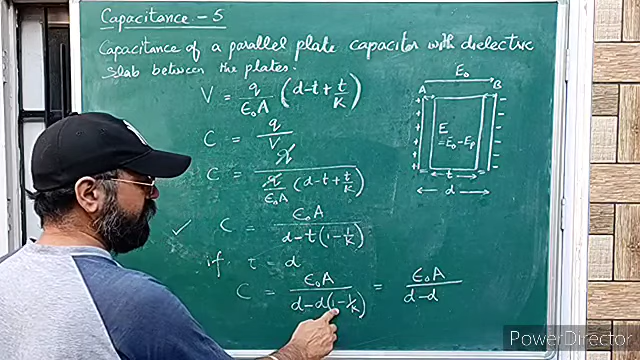 Capacitance - 5
Capacitance of a parallel plate capacitor with dielectric
slab between the plates.
V = q/ε₀A (d-t+t/K)
C = q/V
C = q/(q/ε₀A (d-t+t/K))
✓ C = ε₀A/(d-t(1-1/K))
if t = d
C = ε₀A/(d-d(1-1/K)) = ε₀A/(d-d
E₀
A B
E
=E₀-Eₚ
t
d
PowerDirector